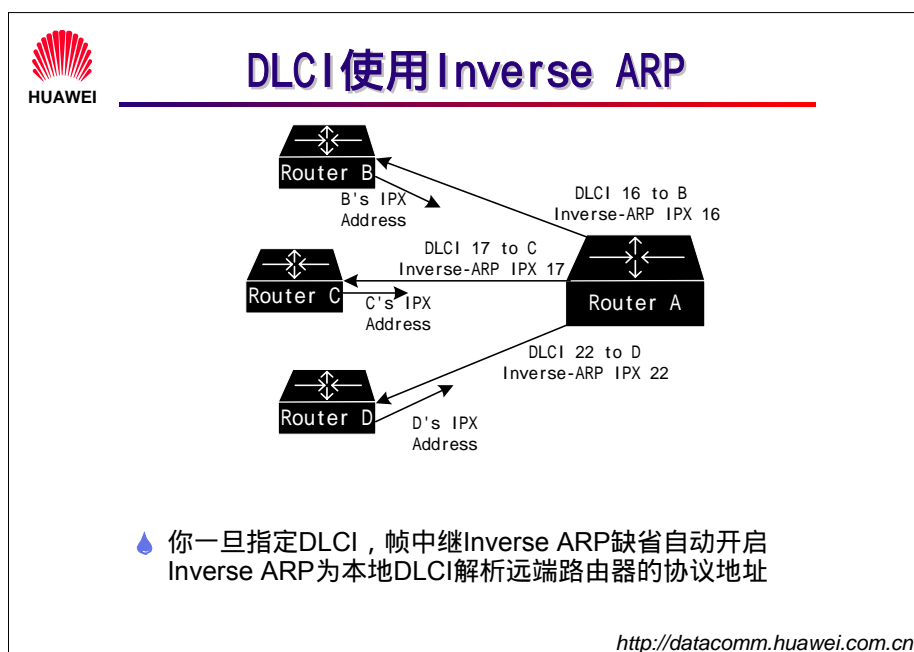 HUAWEI
DLCI使用Inverse ARP
Router B
B's IPX
Address
DLCI 16 to B
Inverse-ARP IPX 16
DLCI 17 to C
Inverse-ARP IPX 17
Router C
C's IPX
Address
Router A
DLCI 22 to D
Inverse-ARP IPX 22
Router D
D's IPX
Address
你一旦指定DLCI，帧中继Inverse ARP缺省自动开启
Inverse ARP为本地DLCI解析远端路由器的协议地址
http://datacomm.huawei.com.cn